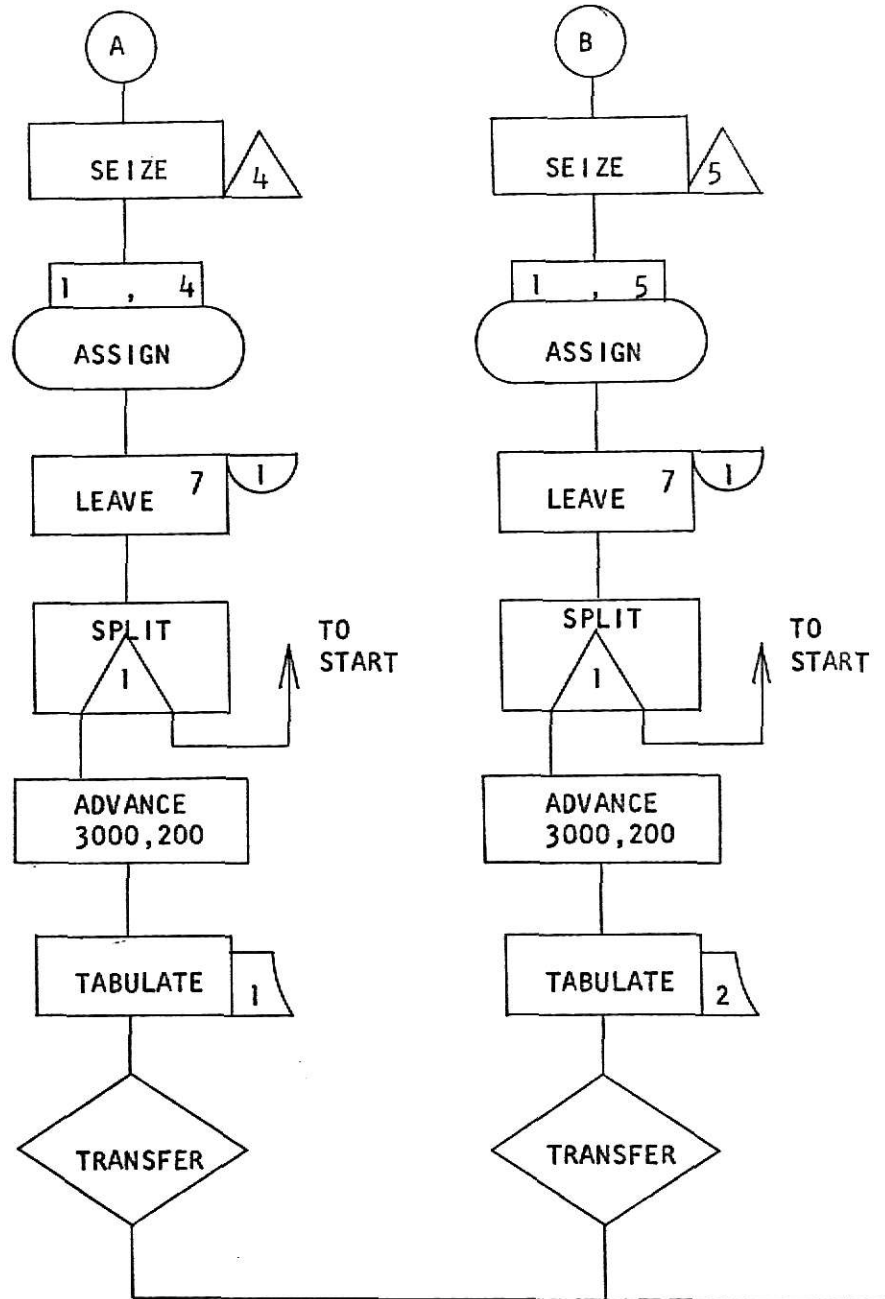 A
SEIZE 4
1 , 4
ASSIGN
LEAVE 7 1
SPLIT
1
TO
START
ADVANCE
3000,200
TABULATE 1
TRANSFER
B
SEIZE 5
1 , 5
ASSIGN
LEAVE 7 1
SPLIT
1
TO
START
ADVANCE
3000,200
TABULATE 2
TRANSFER